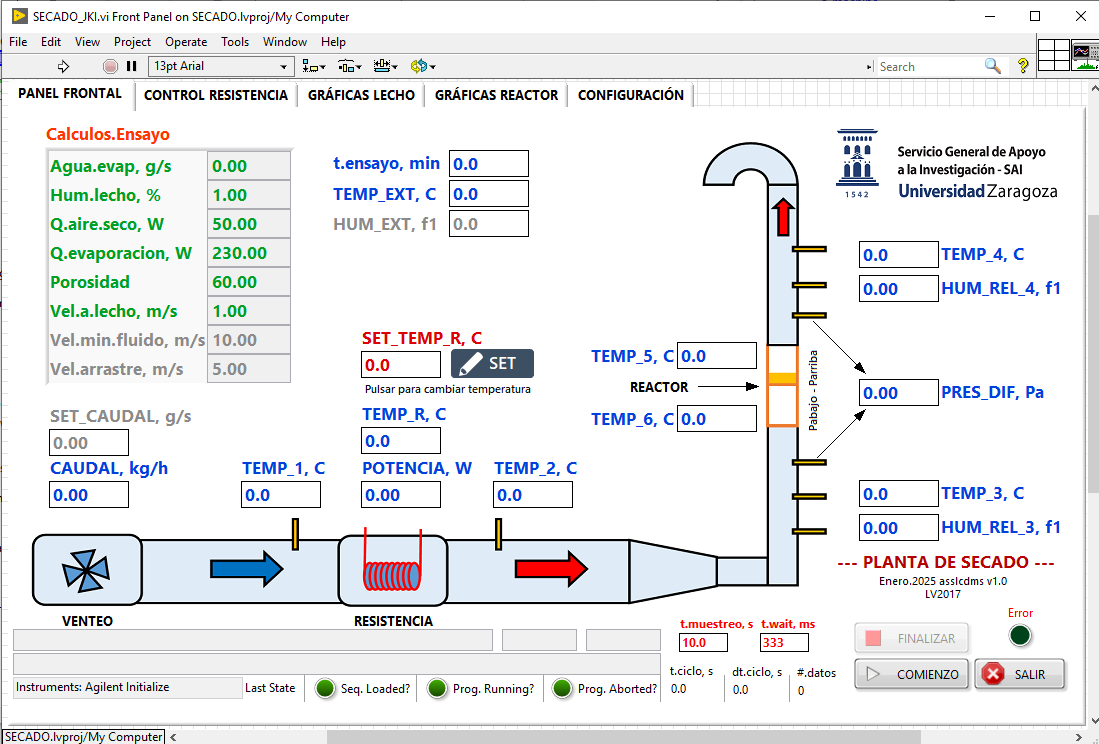 SECADO_JKI.vi Front Panel on SECADO.lvproj/My Computer
File Edit View Project Operate Tools Window Help
13pt Arial
Search
PANEL FRONTAL CONTROL RESISTENCIA GRÁFICAS LECHO GRÁFICAS REACTOR CONFIGURACIÓN
Calculos.Ensayo
Agua.evap, g/s 0.00
Hum.lecho, % 1.00
Q.aire.seco, W 50.00
Q.evaporacion, W 230.00
Porosidad 60.00
Vel.a.lecho, m/s 1.00
Vel.min.fluido, m/s 10.00
Vel.arrastre, m/s 5.00
t.ensayo, min 0.0
TEMP_EXT, C 0.0
HUM_EXT, f1 0.0
1542
Servicio General de Apoyo
a la Investigación - SAI
Universidad Zaragoza
0.0 TEMP_4, C
0.00 HUM_REL_4, f1
SET_TEMP_R, C
0.0 SET
Pulsar para cambiar temperatura
TEMP_5, C 0.0
REACTOR
TEMP_6, C 0.0
Pabajo - Parriba
0.00 PRES_DIF, Pa
SET_CAUDAL, g/s
0.00
TEMP_R, C
0.0
CAUDAL, kg/h
0.00
TEMP_1, C
0.0
POTENCIA, W
0.00
TEMP_2, C
0.0
0.0 TEMP_3, C
0.00 HUM_REL_3, f1
VENTEO
RESISTENCIA
--- PLANTA DE SECADO ---
Enero.2025 asslcdms v1.0
LV2017
t.muestreo, s t.wait, ms
10.0 333
Error
FINALIZAR
COMIENZO SALIR
t.ciclo, s dt.ciclo, s #.datos
0.0 0.0 0
Instruments: Agilent Initialize Last State Seq. Loaded? Prog. Running? Prog. Aborted?
SECADO.lvproj/My Computer